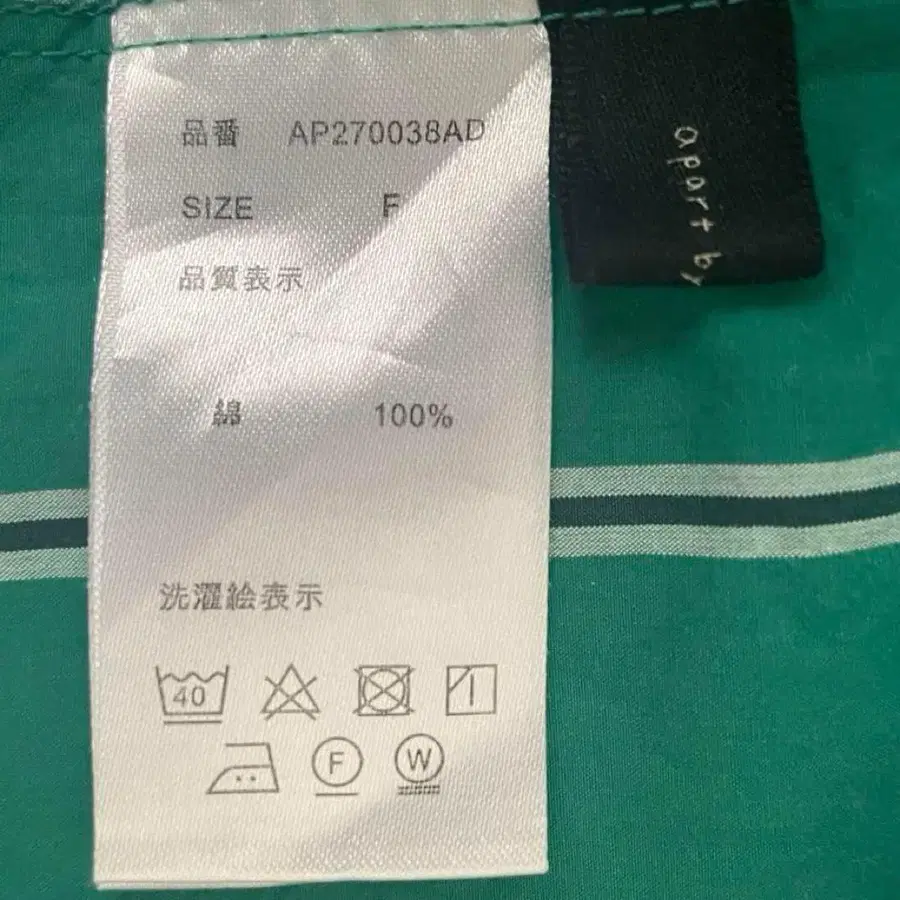 品番 AP270038AD
SIZE F
品質表示
綿 100%
洗濯絵表示
40
F
W
apart by